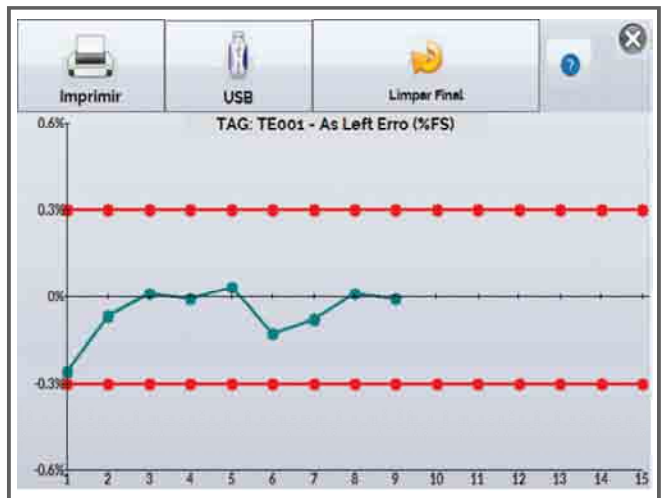 Imprimir USB Limpar Final ?
TAG: TE001 - As Left Erro (%FS)
0.6%
0.3%
0%
-0.3%
-0.6%
1 2 3 4 5 6 7 8 9 10 11 12 13 14 15